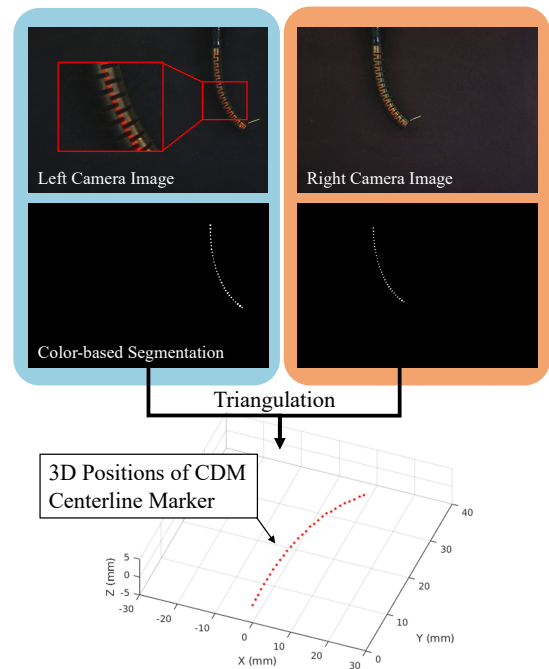 Left Camera Image
Right Camera Image
Color-based Segmentation
Triangulation
3D Positions of CDM
Centerline Marker
5
0
-5
Z (mm)
-30
-20
-10
0
10
20
30
X (mm)
0
10
20
30
40
Y (mm)